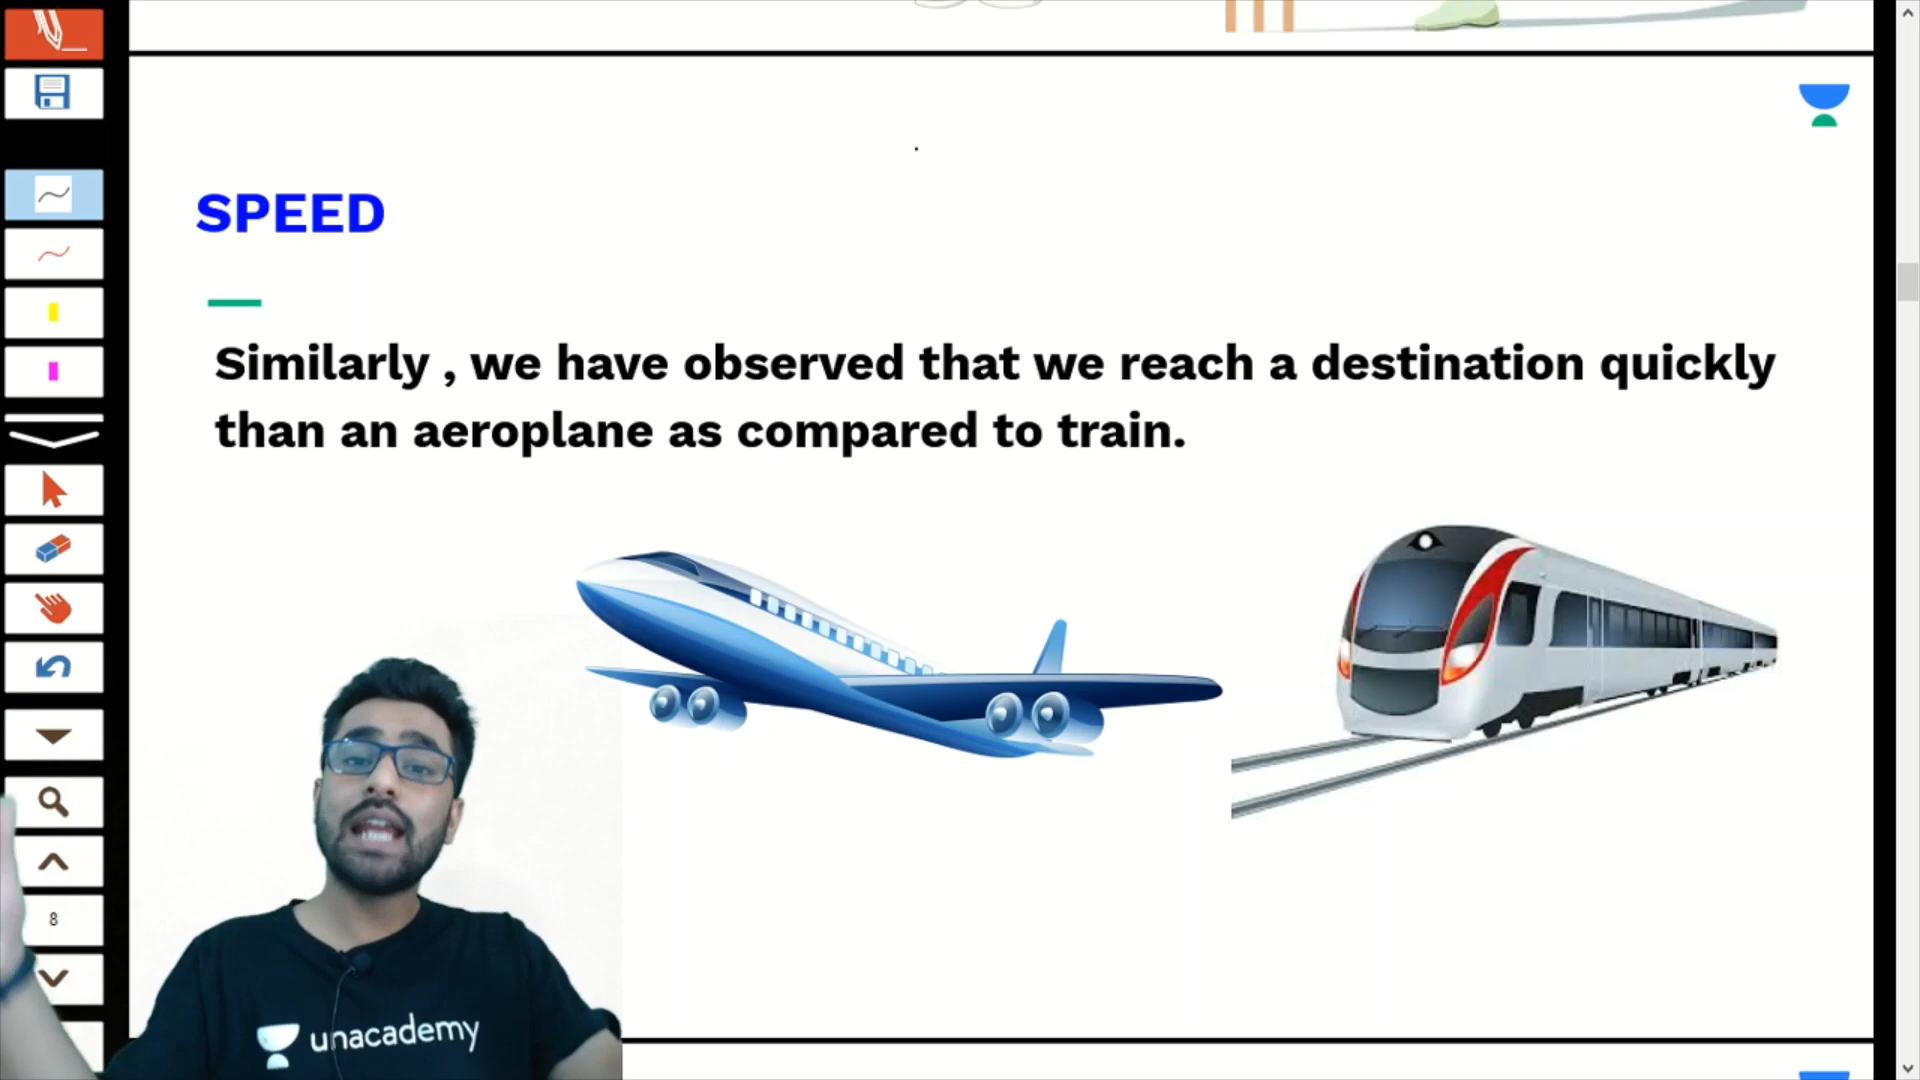 SPEED
Similarly , we have observed that we reach a destination quickly
than an aeroplane as compared to train.
8
unacademy